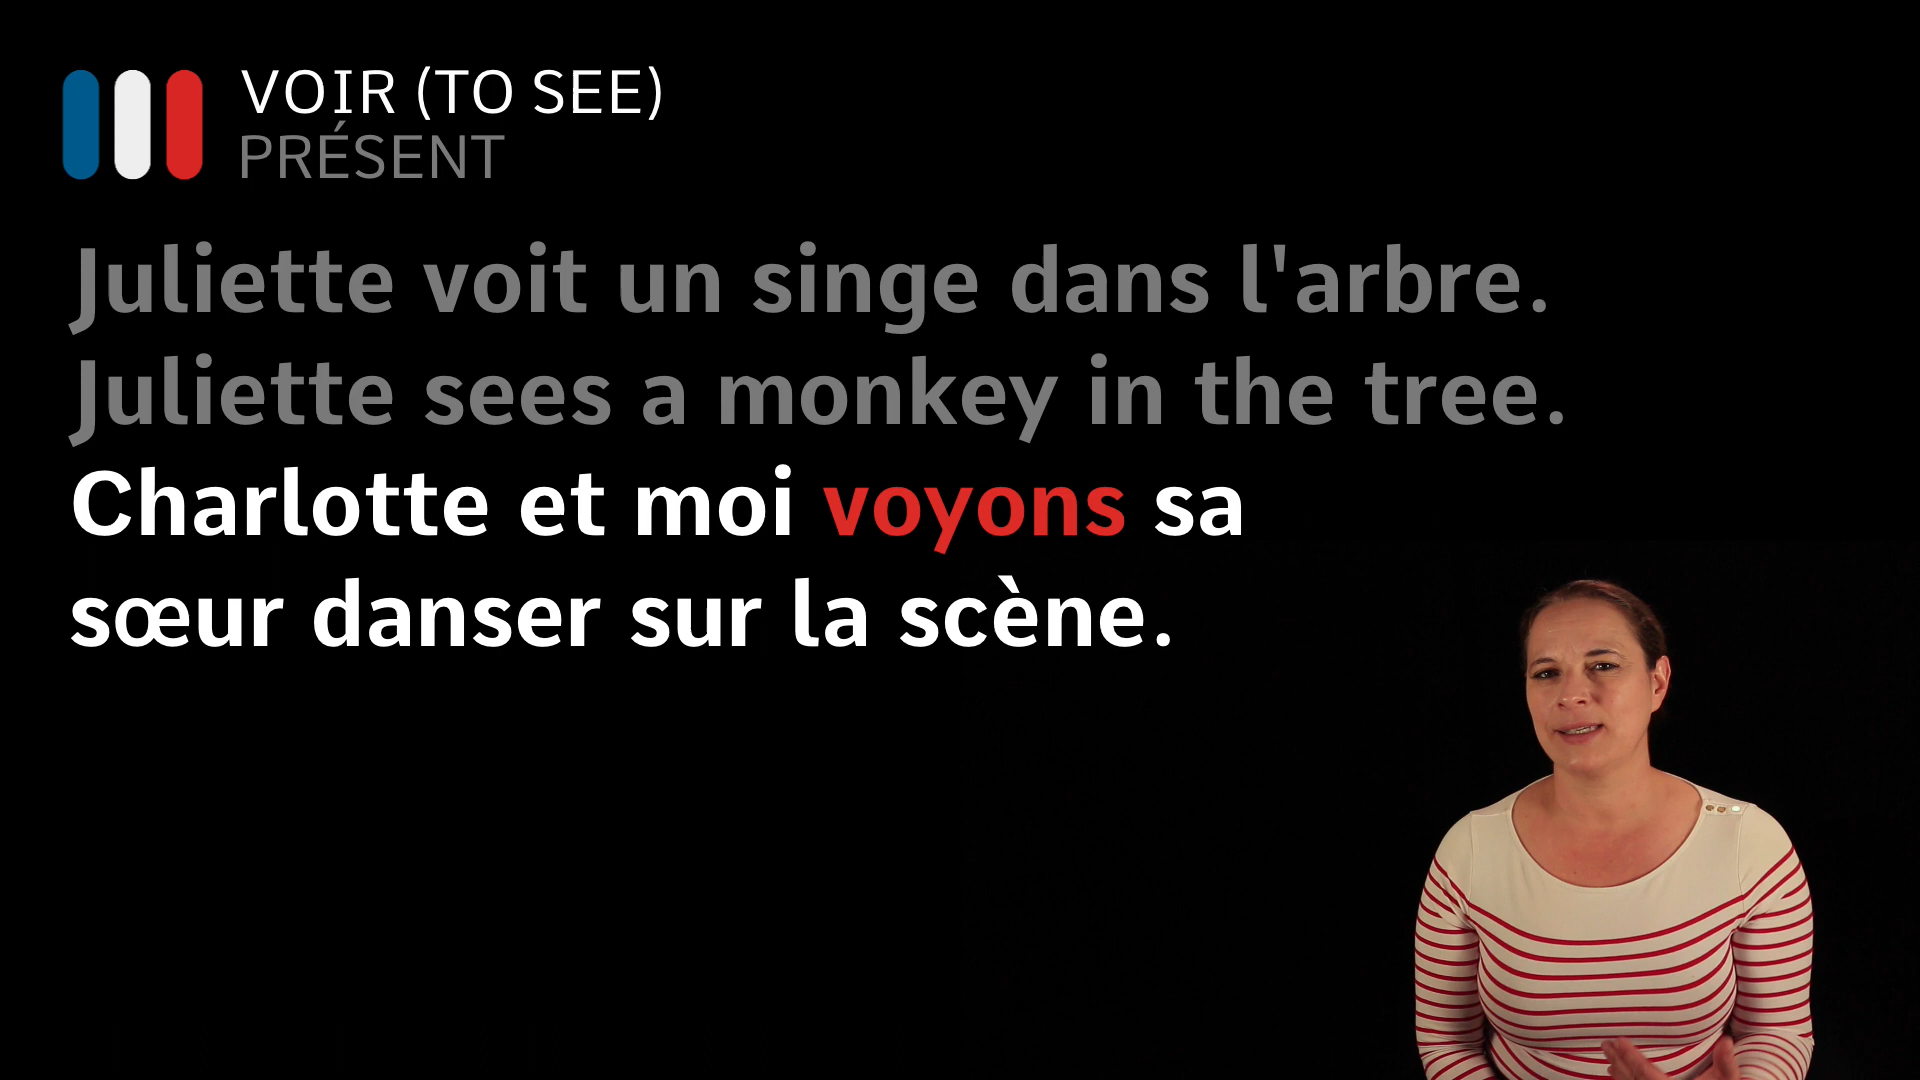 VOIR (TO SEE)
PRÉSENT
Juliette voit un singe dans l'arbre.
Juliette sees a monkey in the tree.
Charlotte et moi voyons sa
sœur danser sur la scène.